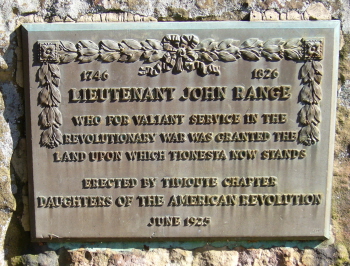 1746 1826
LIEUTENANT JOHN RANGE
WHO FOR VALIANT SERVICE IN THE
REVOLUTIONARY WAR WAS GRANTED THE
LAND UPON WHICH TIONESTA NOW STANDS
ERECTED BY TIDIOUTE CHAPTER
DAUGHTERS OF THE AMERICAN REVOLUTION
JUNE 1925